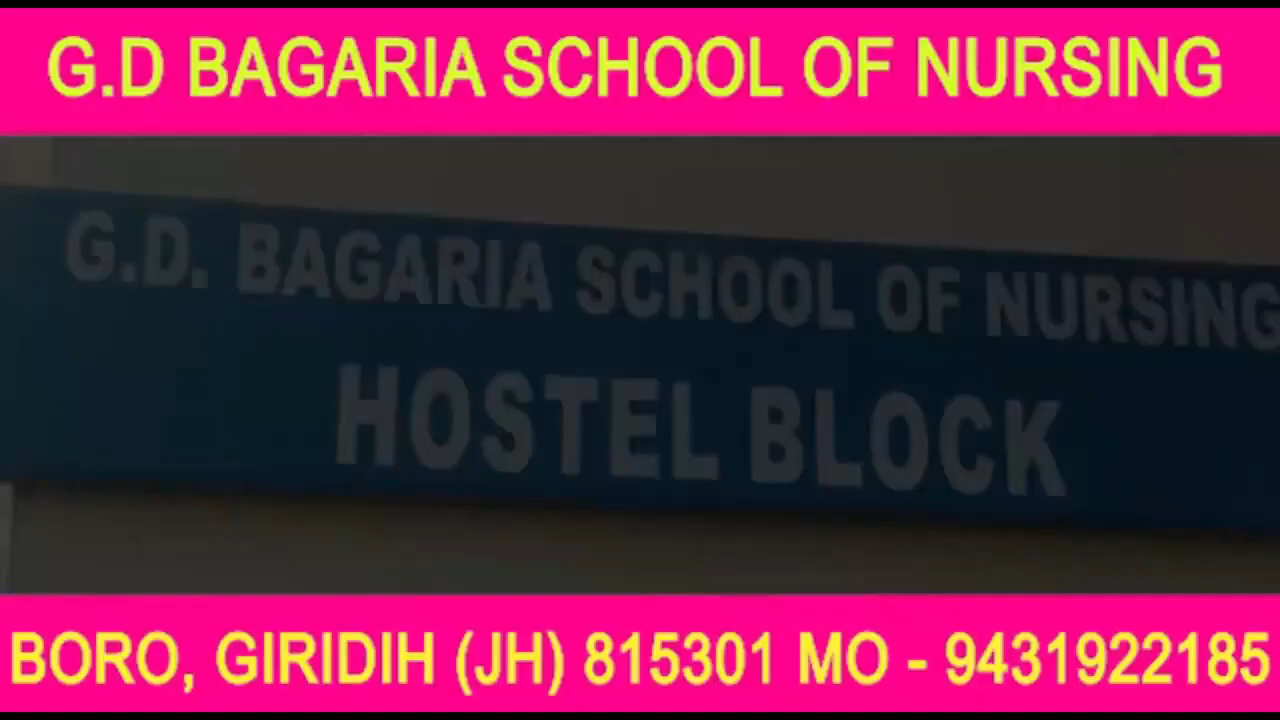 G.D BAGARIA SCHOOL OF NURSING
G.D. BAGARIA SCHOOL OF NURSING
HOSTEL BLOCK
BORO, GIRIDIH (JH) 815301 MO - 9431922185